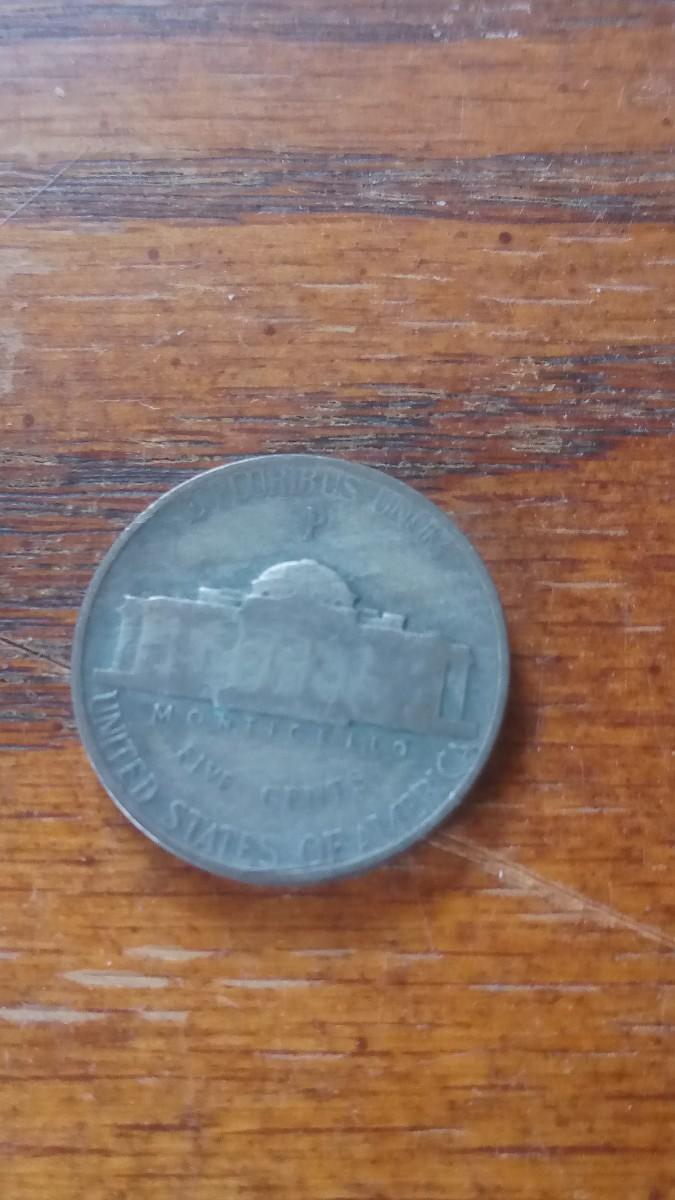 E PLURIBUS UNUM
P
MONTICELLO
FIVE CENTS
UNITED STATES OF AMERICA